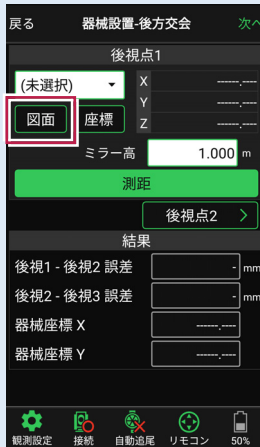 戻る 器械設置-後方交会 次へ
後視点1
(未選択) X ------.----
Y ------.----
図面 座標 Z ------.----
ミラー高 1.000 m
測距
後視点2 >
結果
後視1 - 後視2 誤差 - mm
後視2 - 後視3 誤差 - mm
器械座標 X ------.----
器械座標 Y ------.----
観測設定 接続 自動追尾 リモコン 50%